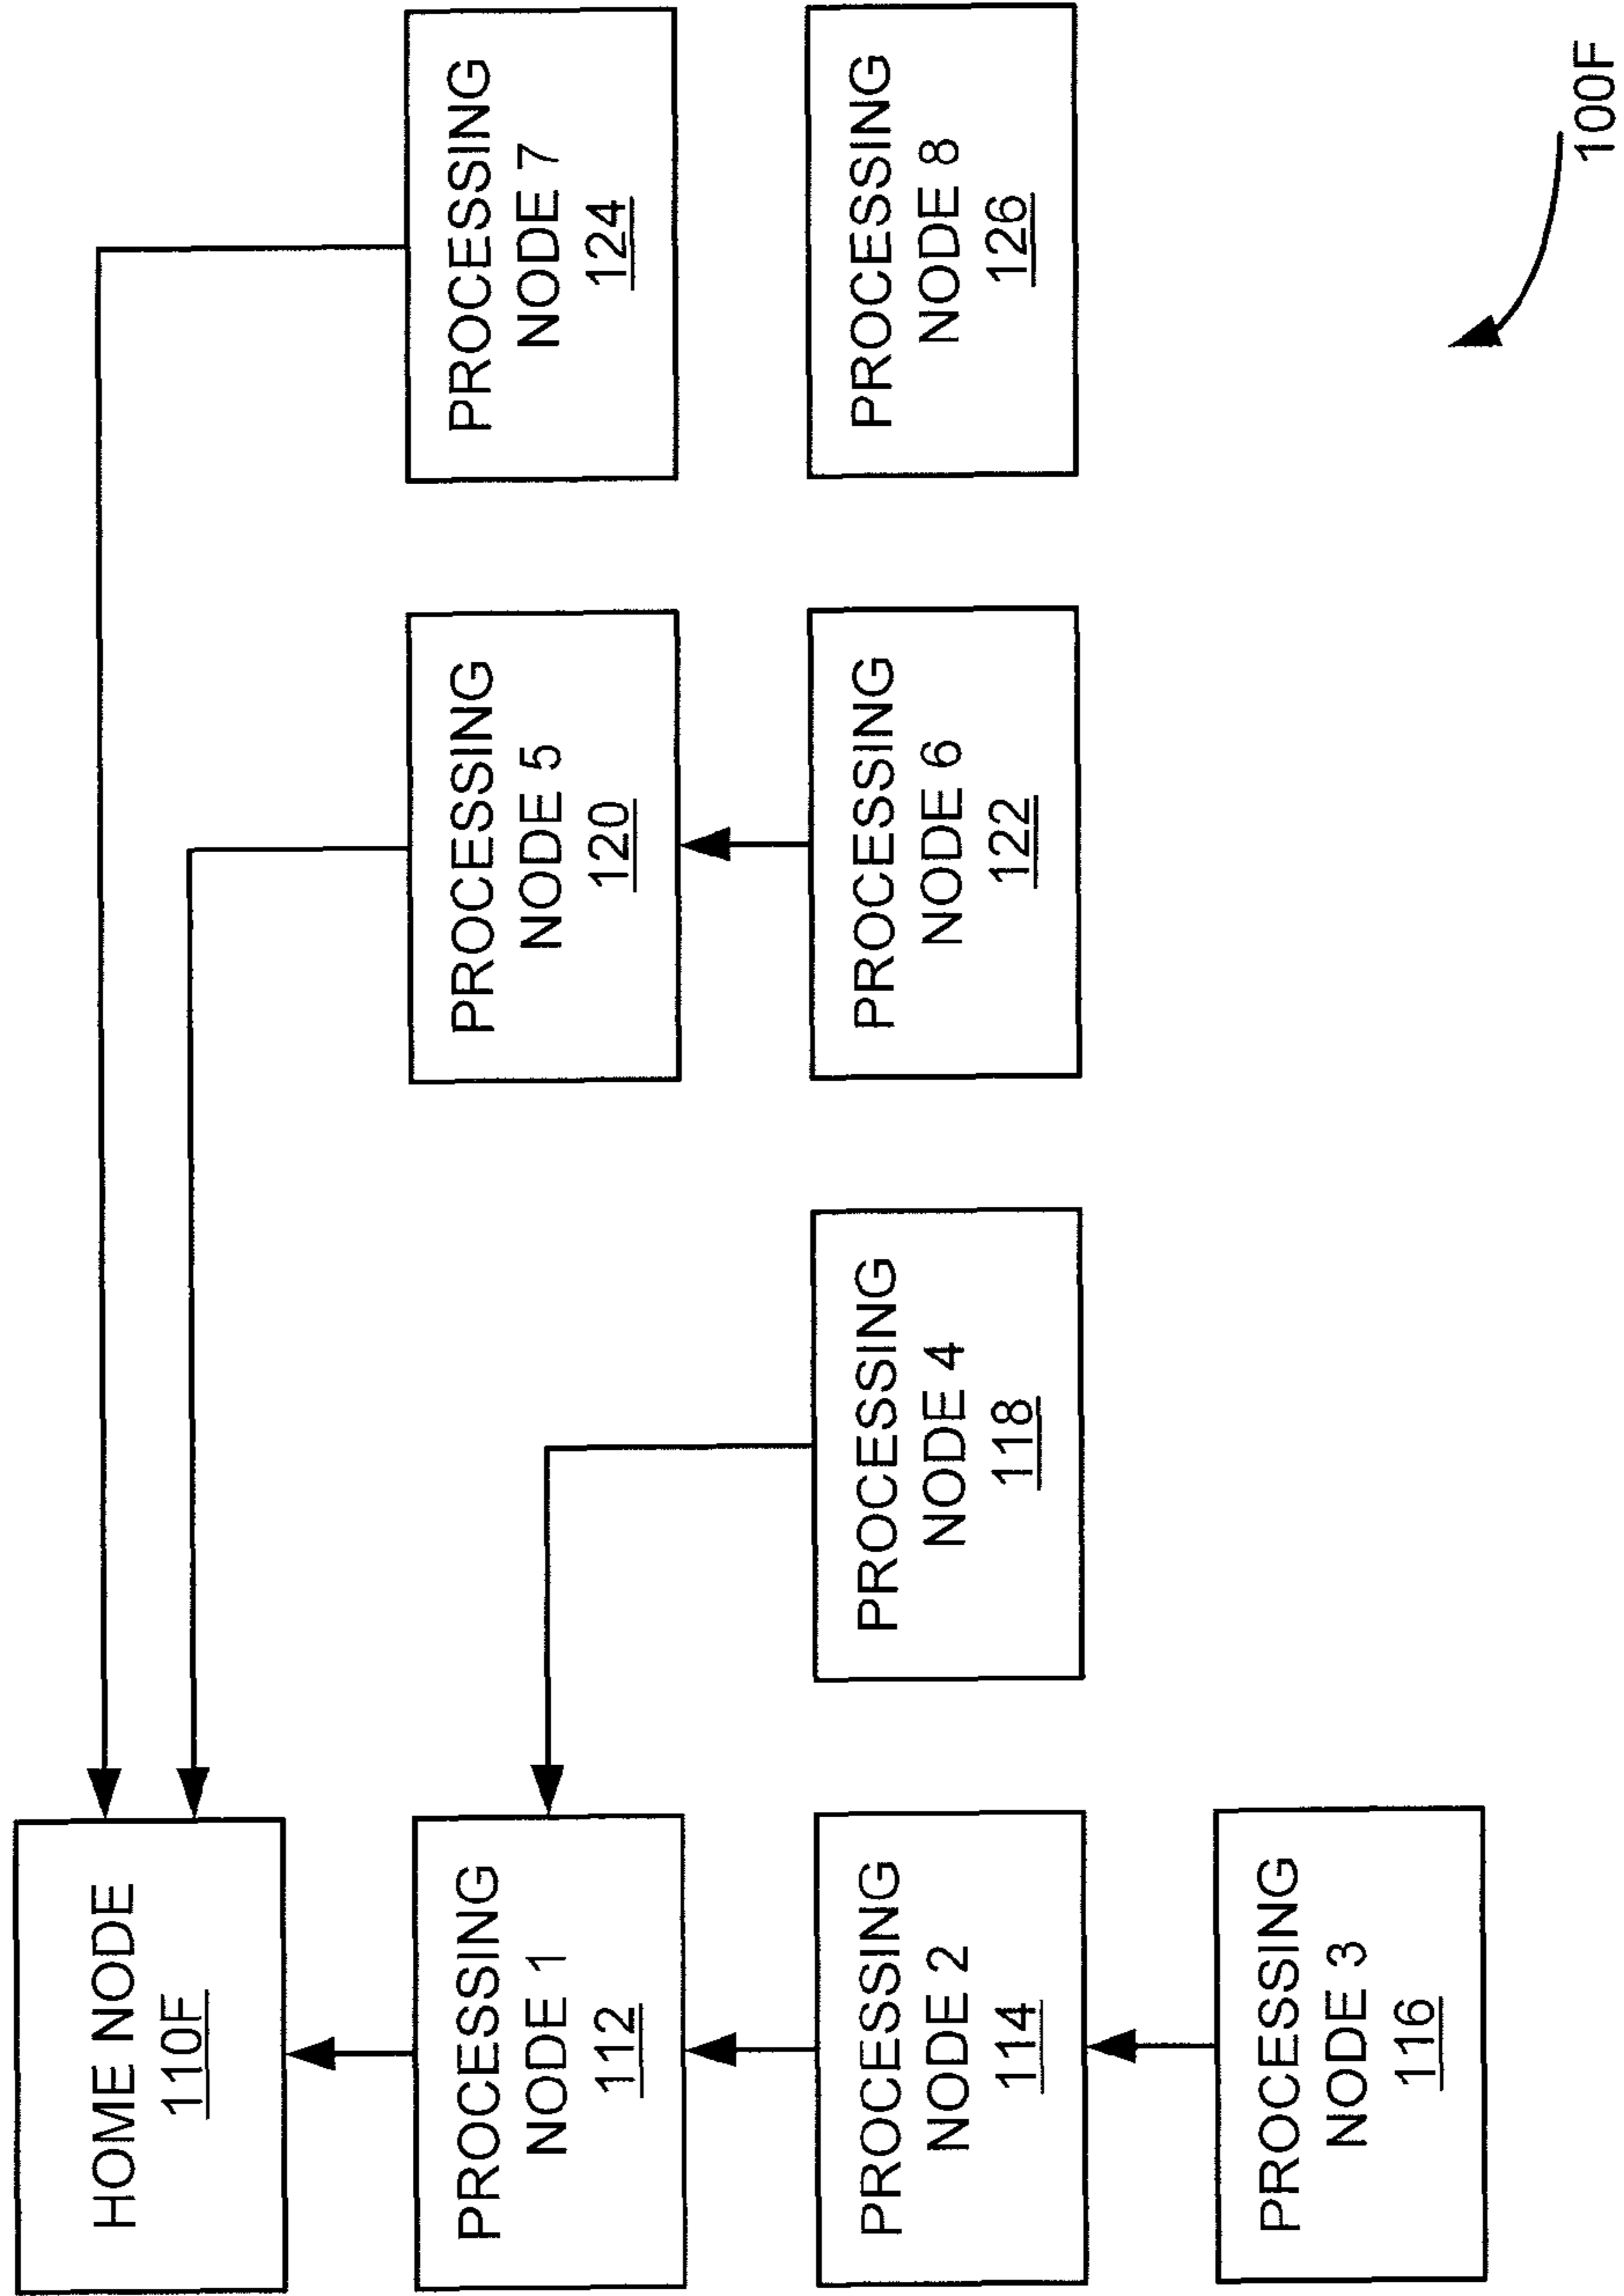 HOME NODE
110F
PROCESSING
NODE 1
112
PROCESSING
NODE 2
114
PROCESSING
NODE 3
116
PROCESSING
NODE 4
118
PROCESSING
NODE 5
120
PROCESSING
NODE 6
122
PROCESSING
NODE 7
124
PROCESSING
NODE 8
126
100F